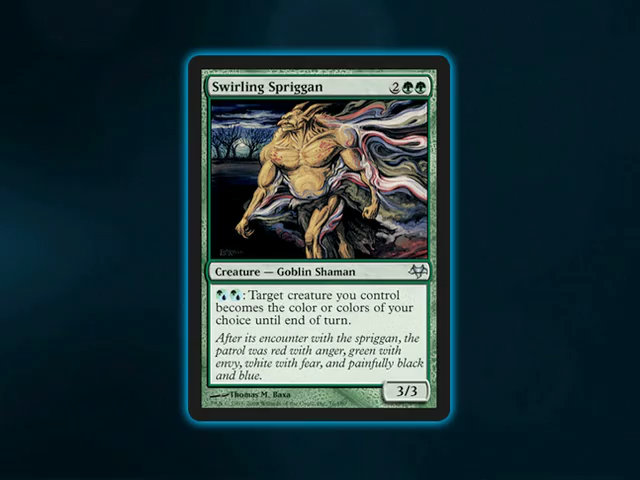 Swirling Spriggan 2
Creature — Goblin Shaman
: Target creature you control
becomes the color or colors of your
choice until end of turn.
After its encounter with the spriggan, the
patrol was red with anger, green with
envy, white with fear, and painfully black
and blue.
3/3
Thomas M. Baxa